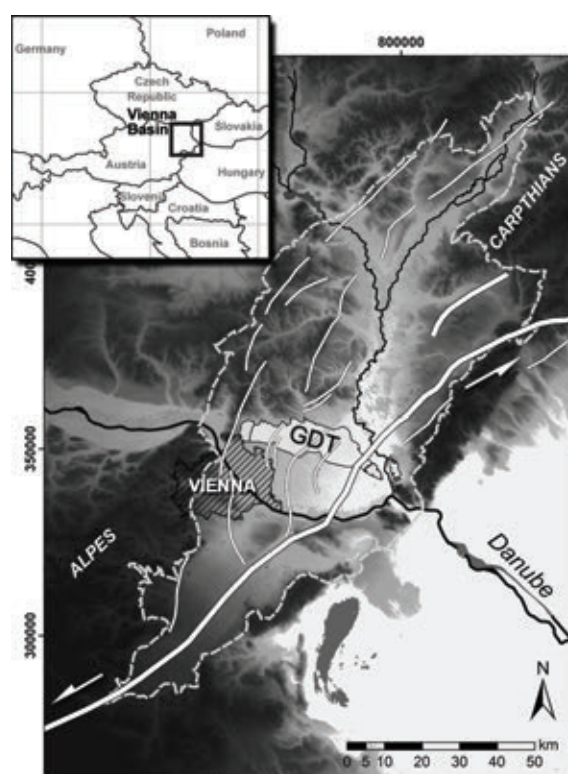 800000
Germany
Poland
Czech
Republic
Vienna
Basin
Slovakia
Austria
Hungary
Slovenia
Croatia
Bosnia
CARPTHIANS
350000
GDT
VIENNA
ALPES
Danube
300000
N
km
0 5 10 20 30 40 50